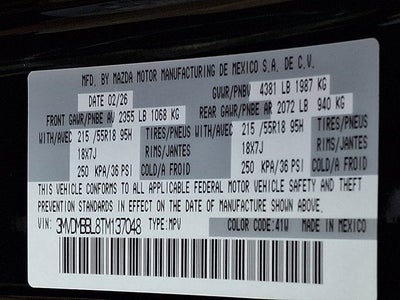 MFD. BY MAZDA MOTOR MANUFACTURING DE MEXICO S.A. DE C.V.
DATE 02/26 GVWR/PNBV 4381 LB 1987 KG
FRONT GAWR/PNBE AV 2355 LB 1068 KG REAR GAWR/PNBE AR 2072 LB 940 KG
WITH/AVEC 215 /55R18 95H TIRES/PNEUS WITH/AVEC 215 /55R18 95H TIRES/PNEUS
18X7J RIMS/JANTES 18X7J RIMS/JANTES
250 KPA/36 PSI COLD/A FROID 250 KPA/36 PSI COLD/A FROID
THIS VEHICLE CONFORMS TO ALL APPLICABLE FEDERAL MOTOR VEHICLE SAFETY AND THEFT
PREVENTION STANDARDS IN EFFECT ON THE DATE OF MANUFACTURE SHOWN ABOVE.
VIN: TYPE:MPV COLOR CODE:41W MADE IN MEXICO